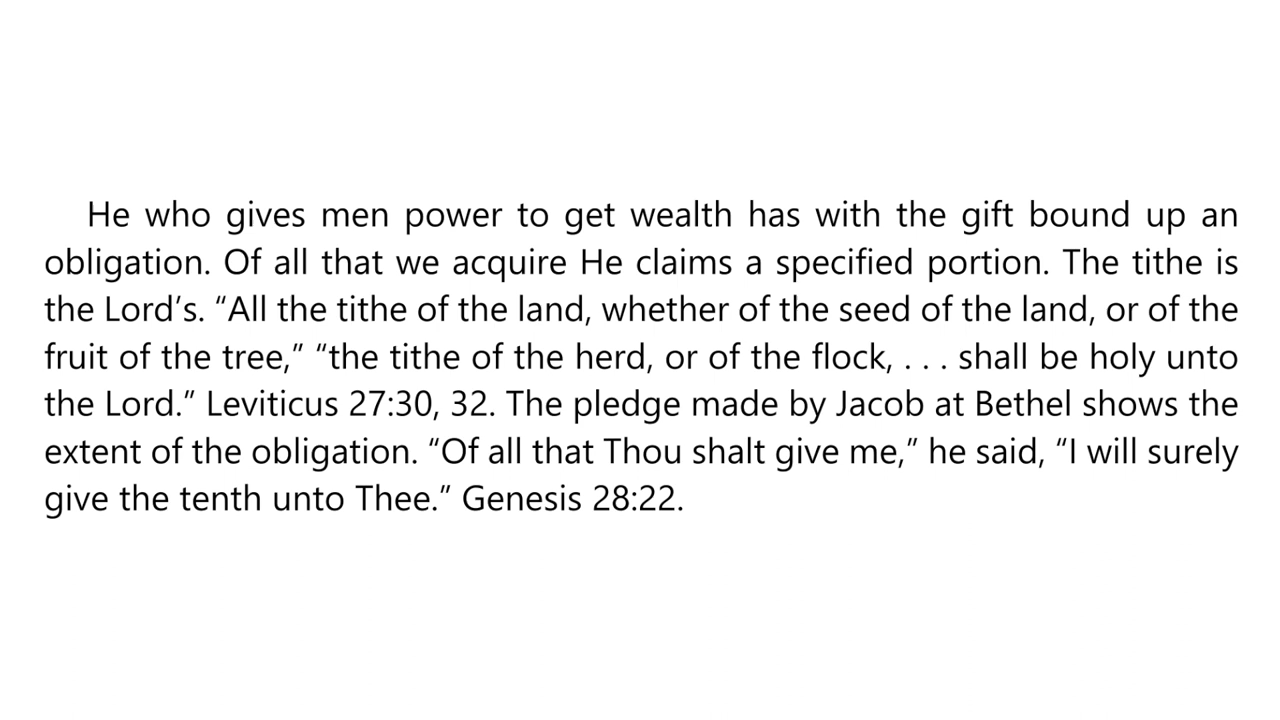 He who gives men power to get wealth has with the gift bound up an
obligation. Of all that we acquire He claims a specified portion. The tithe is
the Lord’s. “All the tithe of the land, whether of the seed of the land, or of the
fruit of the tree,” “the tithe of the herd, or of the flock, . . . shall be holy unto
the Lord.” Leviticus 27:30, 32. The pledge made by Jacob at Bethel shows the
extent of the obligation. “Of all that Thou shalt give me,” he said, “I will surely
give the tenth unto Thee.” Genesis 28:22.